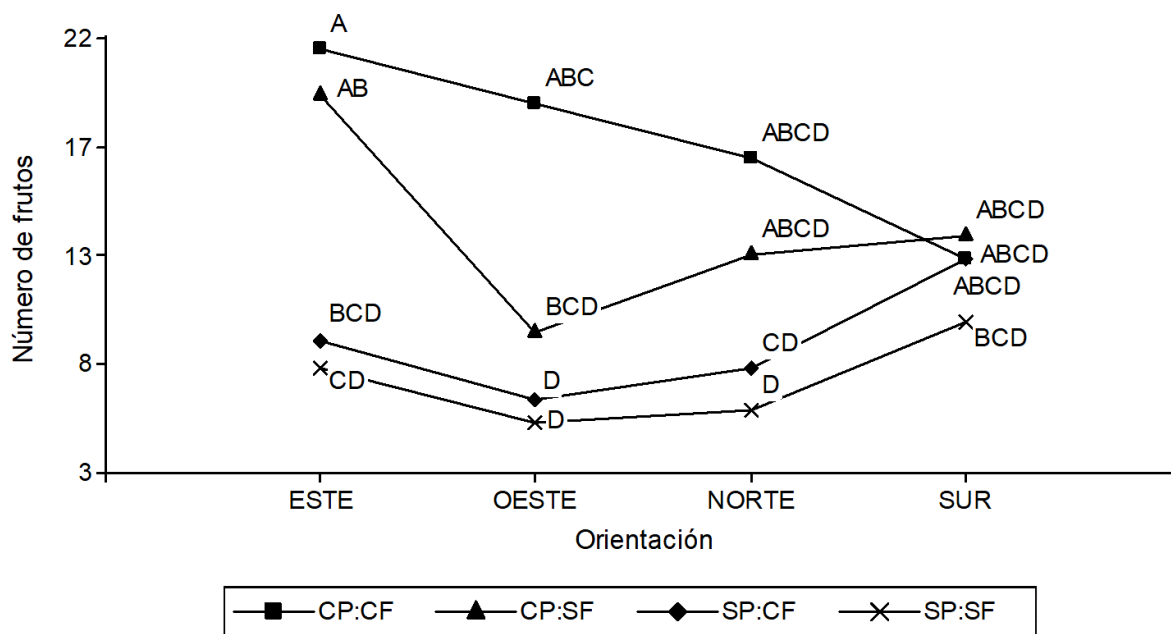 Número de frutos
22
17
13
8
3
A
AB
ABC
ABCD
ABCD
ABCD
ABCD
ABCD
BCD
BCD
CD
BCD
CD
D
D
D
ESTE
OESTE
NORTE
SUR
Orientación
CP:CF
CP:SF
SP:CF
SP:SF